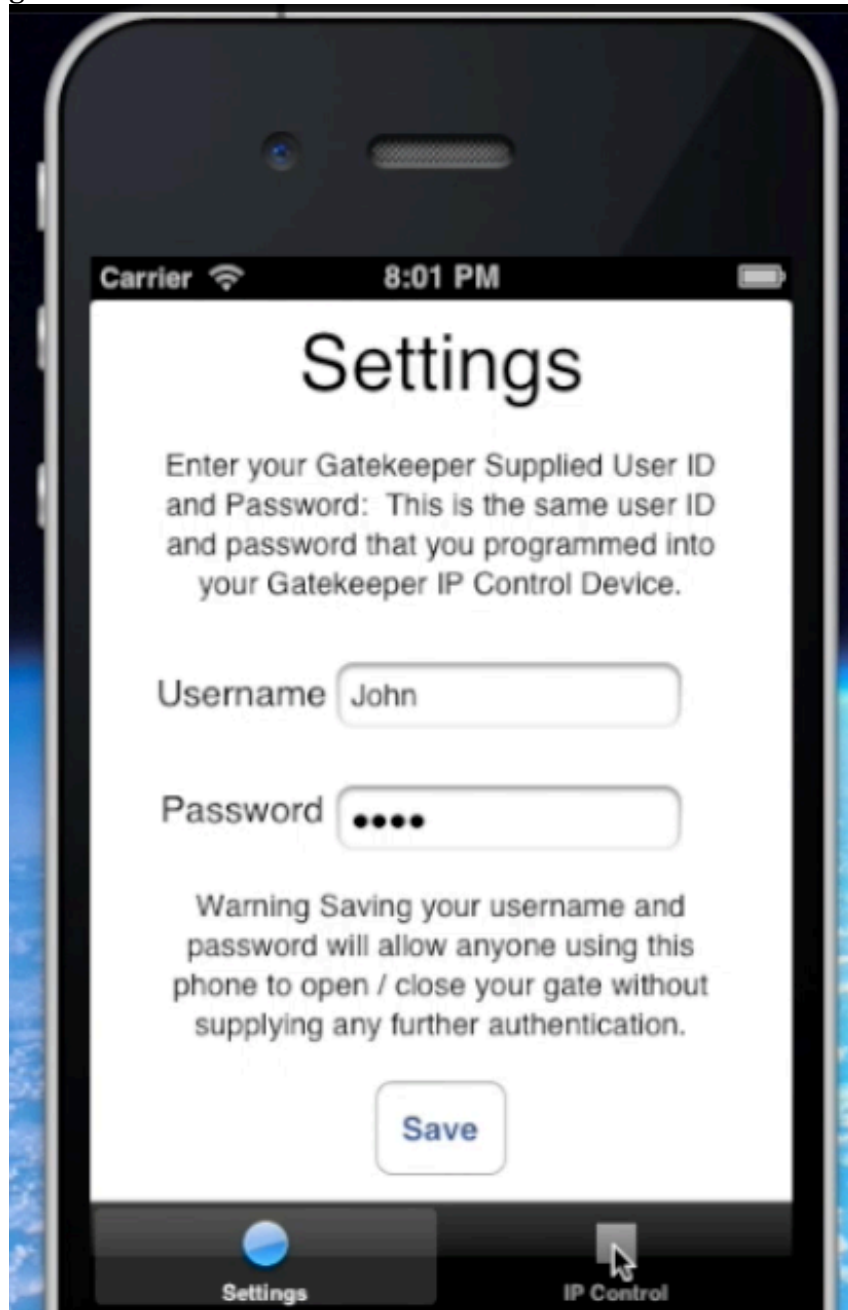 Carrier 8:01 PM
Settings
Enter your Gatekeeper Supplied User ID
and Password:  This is the same user ID
and password that you programmed into
your Gatekeeper IP Control Device.
Username John
Password ••••
Warning Saving your username and
password will allow anyone using this
phone to open / close your gate without
supplying any further authentication.
Save
Settings IP Control